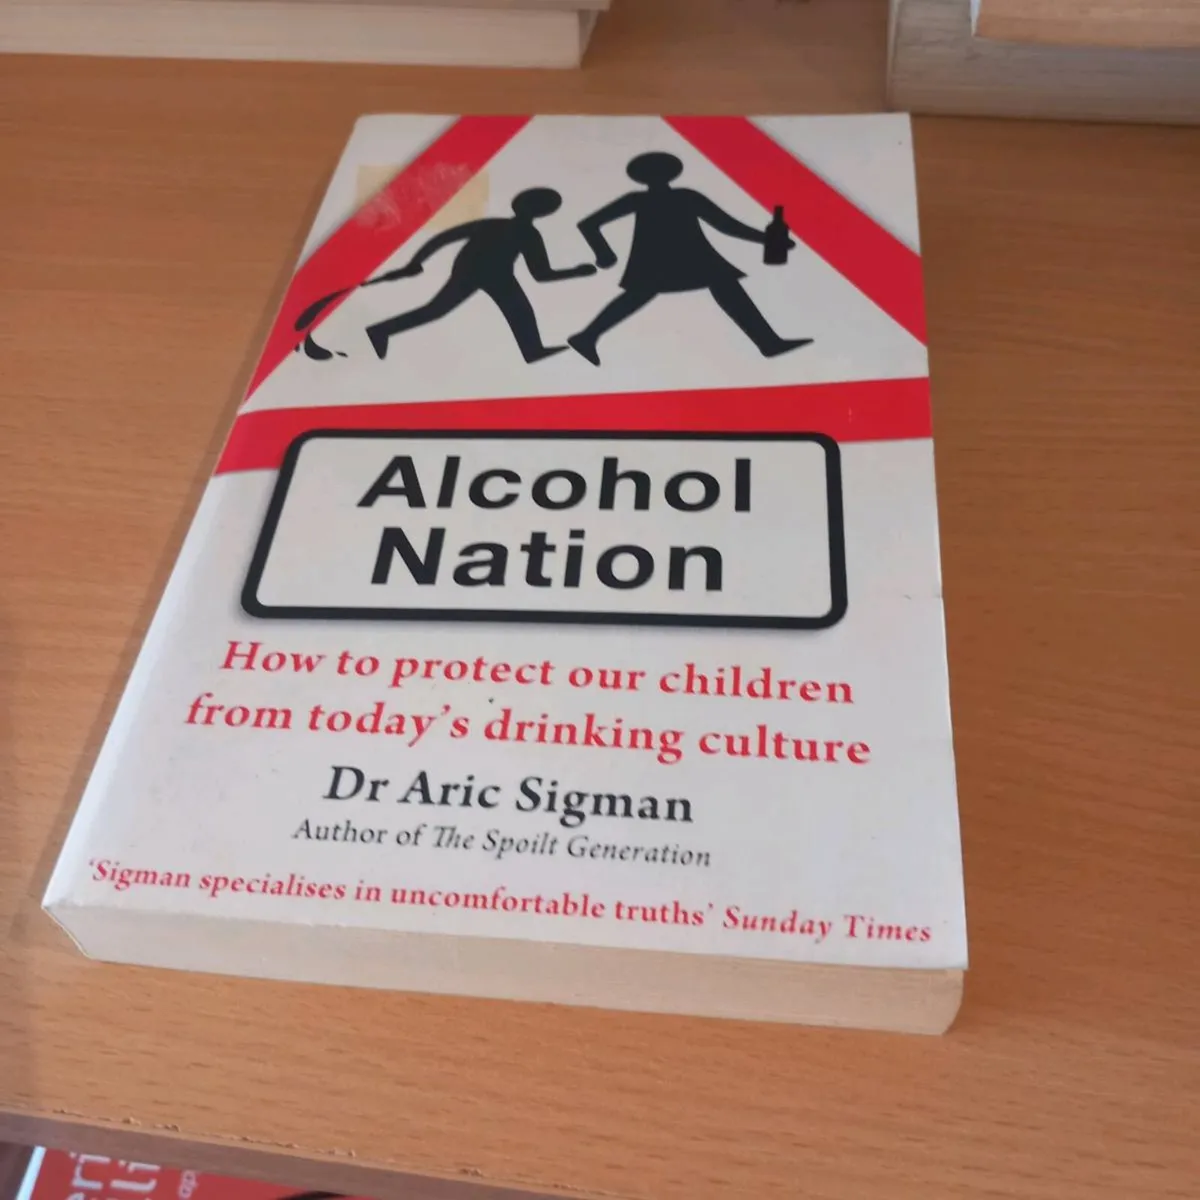 Alcohol
Nation
How to protect our children
from today's drinking culture
Dr Aric Sigman
Author of The Spoilt Generation
'Sigman specialises in uncomfortable truths' Sunday Times